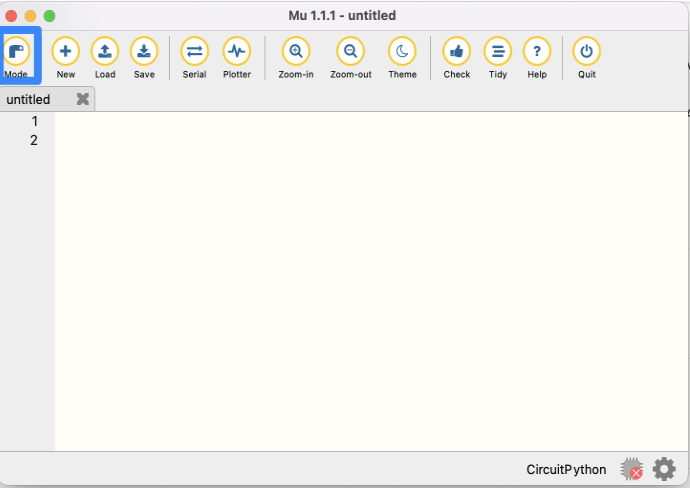 Mu 1.1.1 - untitled
Mode New Load Save Serial Plotter Zoom-in Zoom-out Theme Check Tidy Help Quit
untitled
1
2
CircuitPython